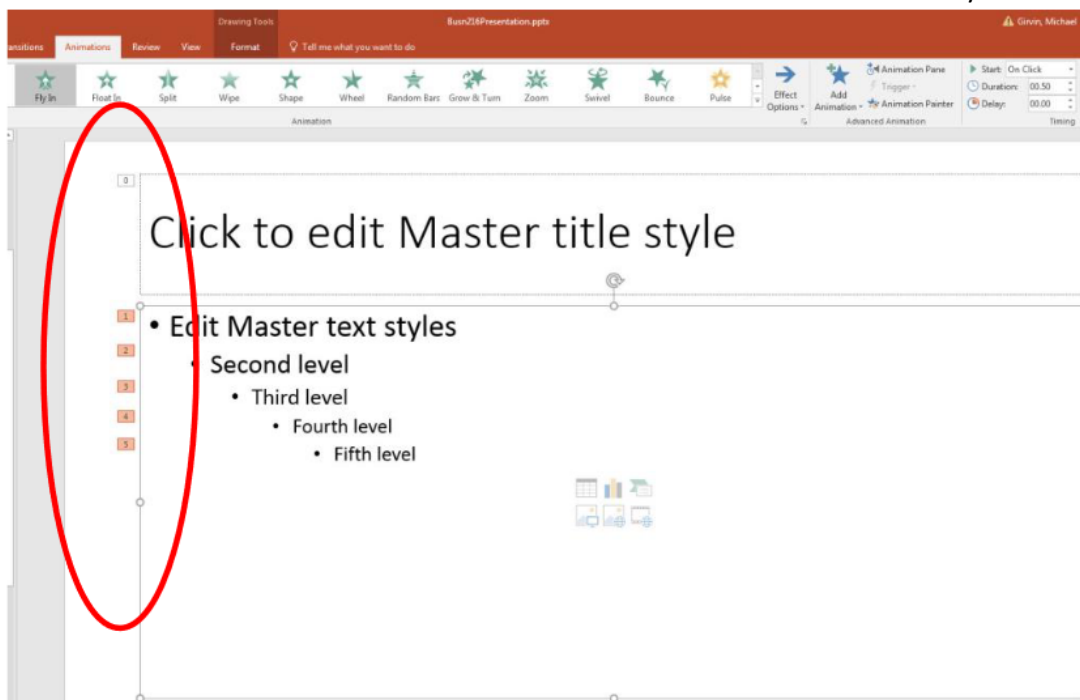 Drawing Tools
Busn216Presentation.pptx
Girvin, Michael
ansitions Animations Review View Format Tell me what you want to do
Fly In Float In Split Wipe Shape Wheel Random Bars Grow & Turn Zoom Swivel Bounce Pulse
Effect Options
Add Animation
Animation Pane
Trigger
Animation Painter
Start: On Click
Duration: 00.50
Delay: 00.00
Animation Advanced Animation Timing
0
Click to edit Master title style
1 • Edit Master text styles
2 • Second level
3 • Third level
4 • Fourth level
5 • Fifth level